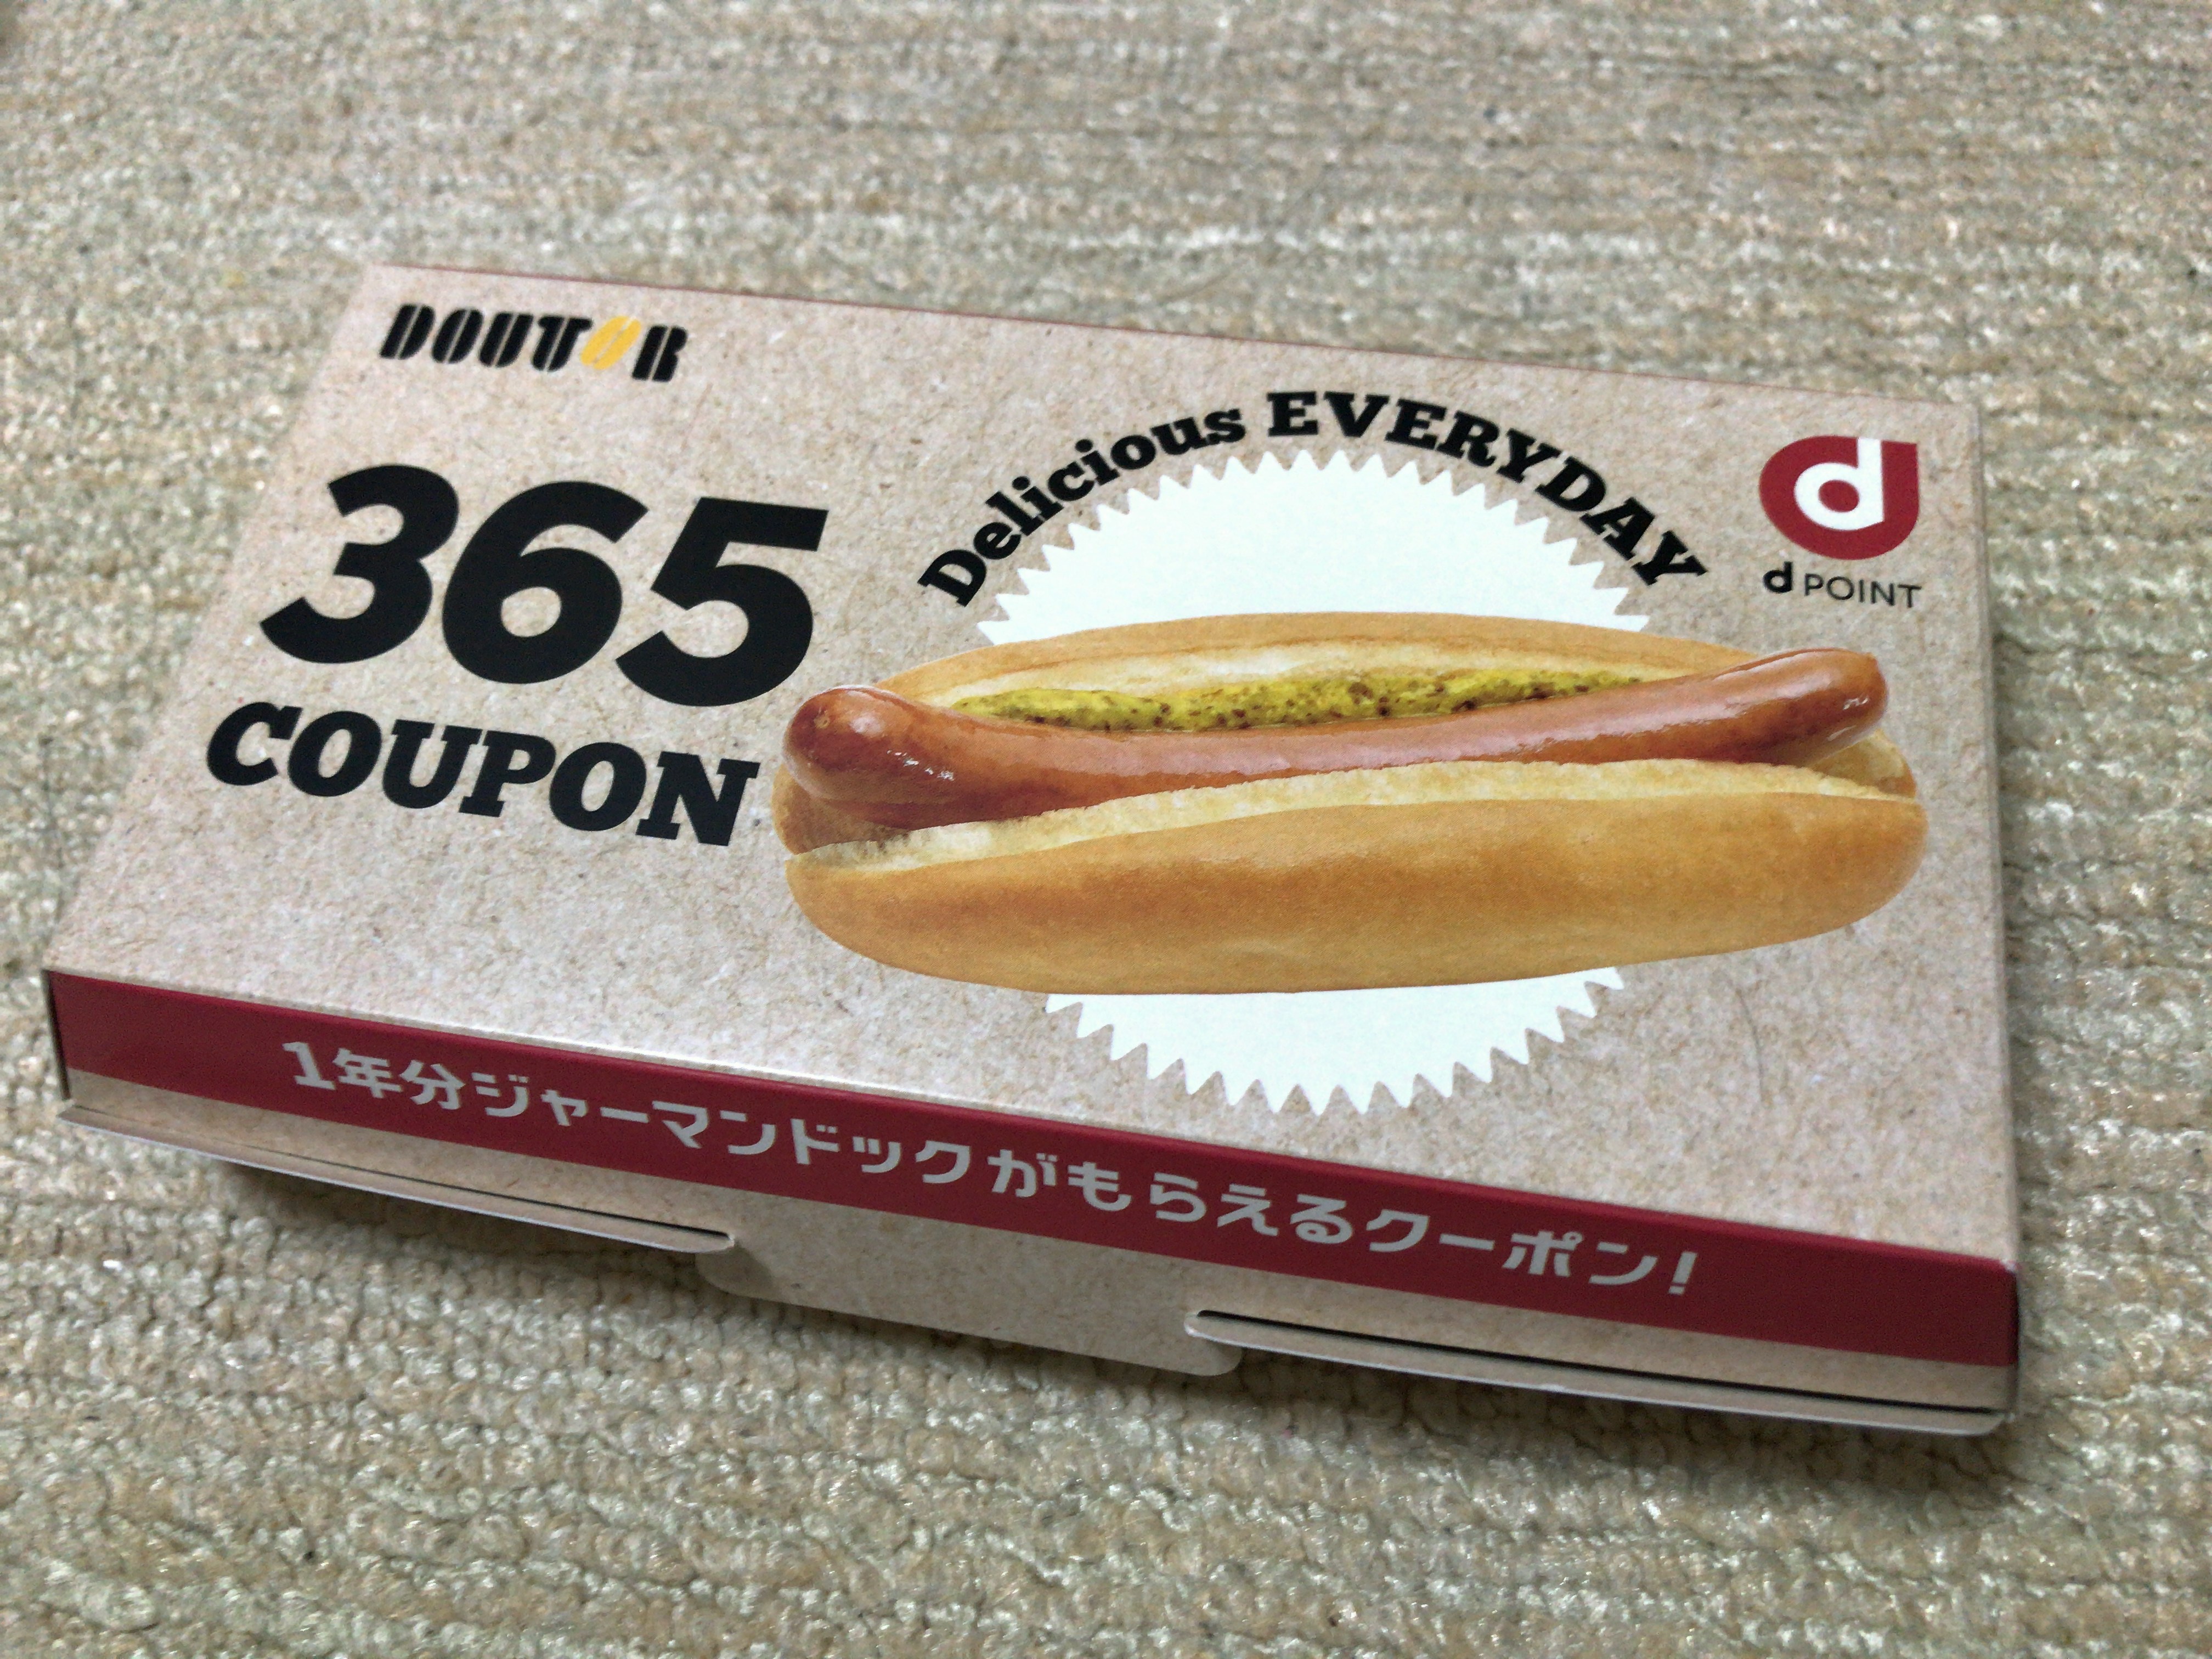 DOUTOR
365
COUPON
Delicious EVERYDAY
d
d POINT
1年分ジャーマンドックがもらえるクーポン!